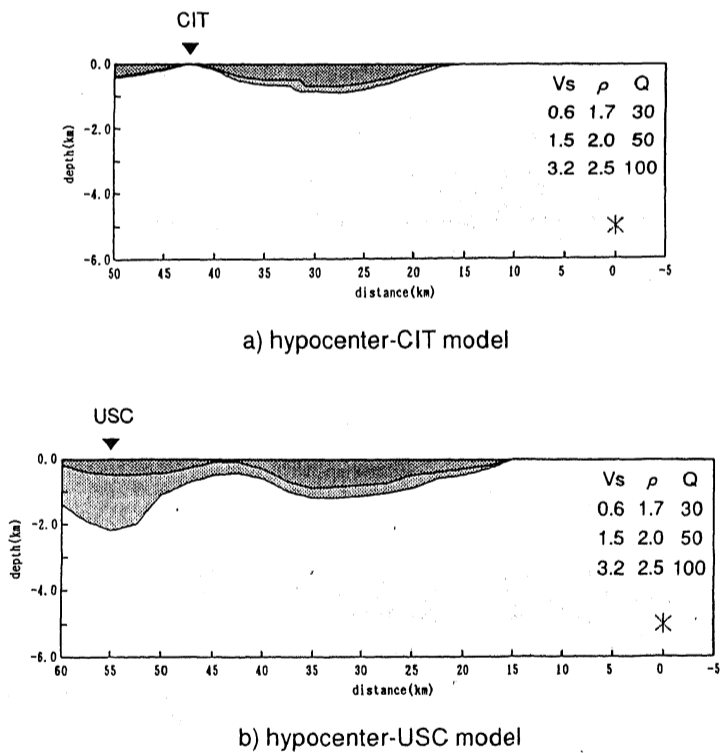 CIT
0.0
-2.0
-4.0
-6.0
depth(km)
Vs ρ Q
0.6 1.7 30
1.5 2.0 50
3.2 2.5 100
50 45 40 35 30 25 20 15 10 5 0 -5
distance(km)
a) hypocenter-CIT model
USC
0.0
-2.0
-4.0
-6.0
depth(km)
Vs ρ Q
0.6 1.7 30
1.5 2.0 50
3.2 2.5 100
60 55 50 45 40 35 30 25 20 15 10 5 0 -5
distance(km)
b) hypocenter-USC model